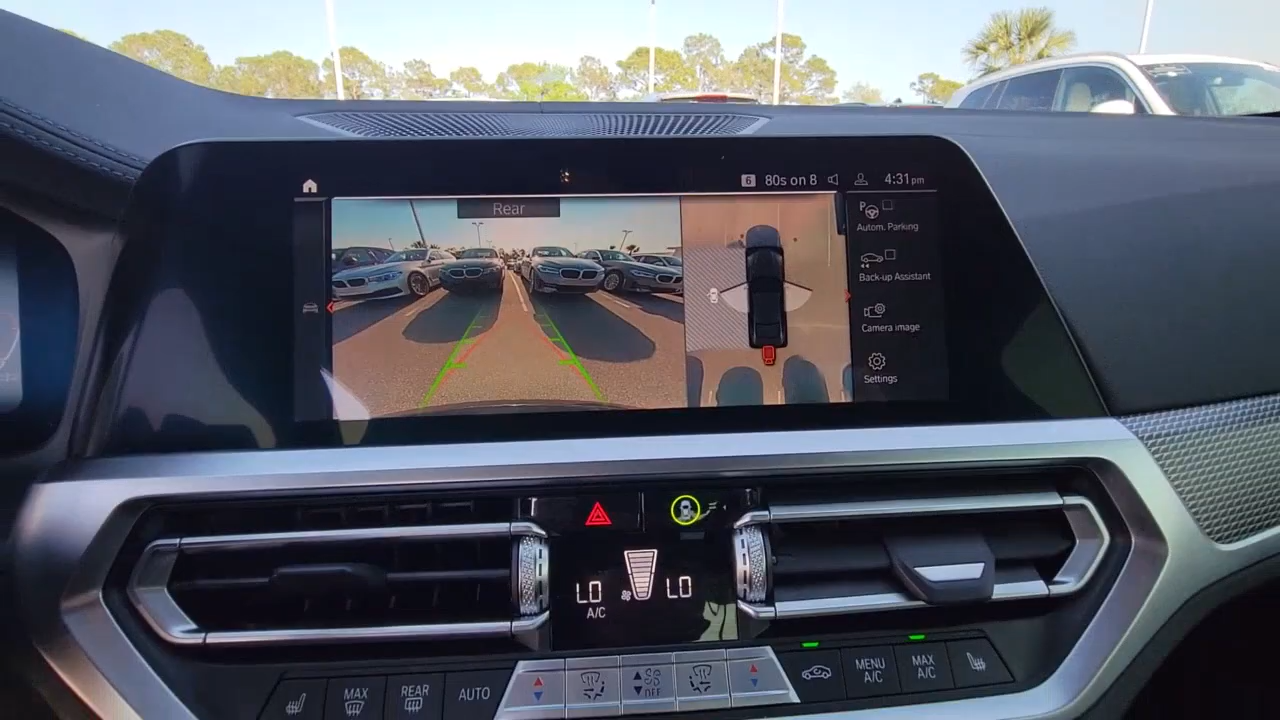 6 80s on 8 4:31pm
Rear
P
Autom. Parking
Back-up Assistant
Camera image
Settings
LO LO
A/C
MAX
REAR
AUTO
OFF
MENU
A/C
MAX
A/C